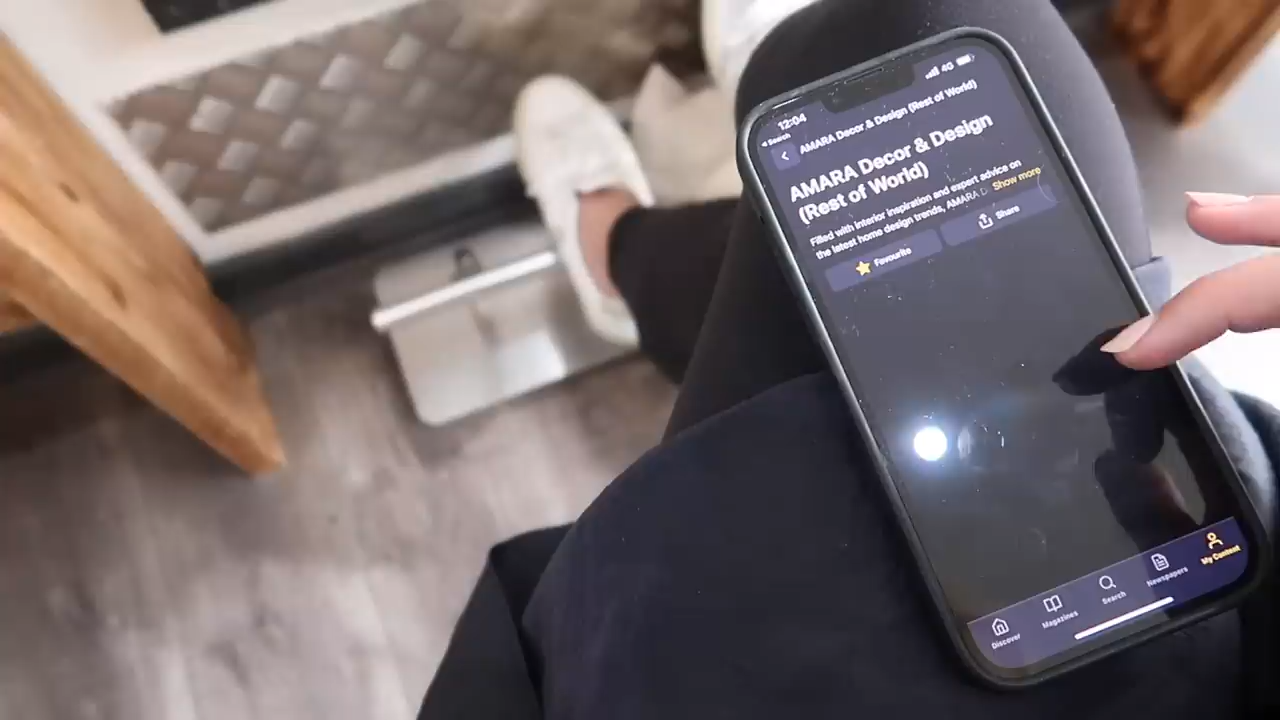 12:04
4G
Search
AMARA Decor & Design (Rest of World)
AMARA Decor & Design
(Rest of World)
Filled with interior inspiration and expert advice on
the latest home design trends, AMARA D Show more
Favourite
Share
Discover
Magazines
Search
Newspapers
My Content